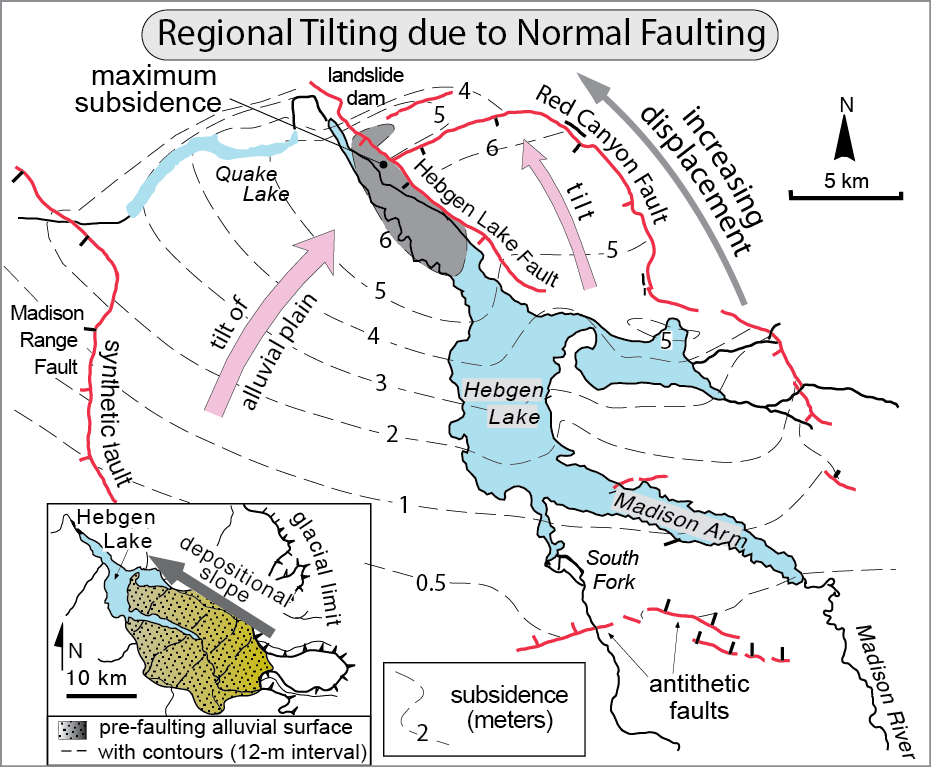 Regional Tilting due to Normal Faulting
maximum
subsidence
landslide
dam
4
5
6
Red Canyon Fault
increasing
displacement
N
5 km
Quake
Lake
Hebgen Lake Fault
tilt
6
5
5
4
3
2
1
0.5
5
tilt of
alluvial plain
Madison
Range
Fault
synthetic fault
Hebgen
Lake
Madison Arm
South
Fork
Madison River
antithetic
faults
Hebgen
Lake
depositional
slope
glacial limit
N
10 km
pre-faulting alluvial surface
with contours (12-m interval)
2
subsidence
(meters)